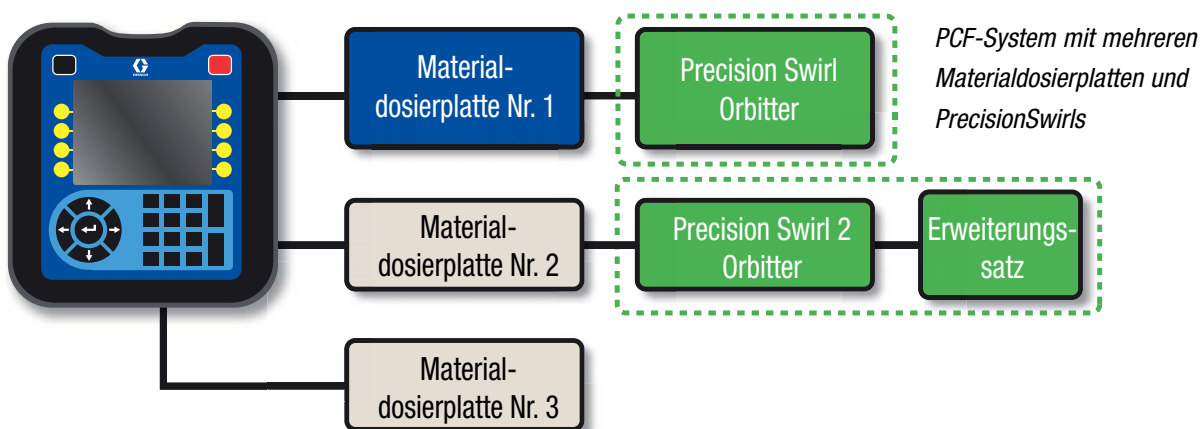 GRACO
Material-
dosierplatte Nr. 1
Precision Swirl
Orbitter
PCF-System mit mehreren
Materialdosierplatten und
PrecisionSwirls
Material-
dosierplatte Nr. 2
Precision Swirl 2
Orbitter
Erweiterungs-
satz
Material-
dosierplatte Nr. 3